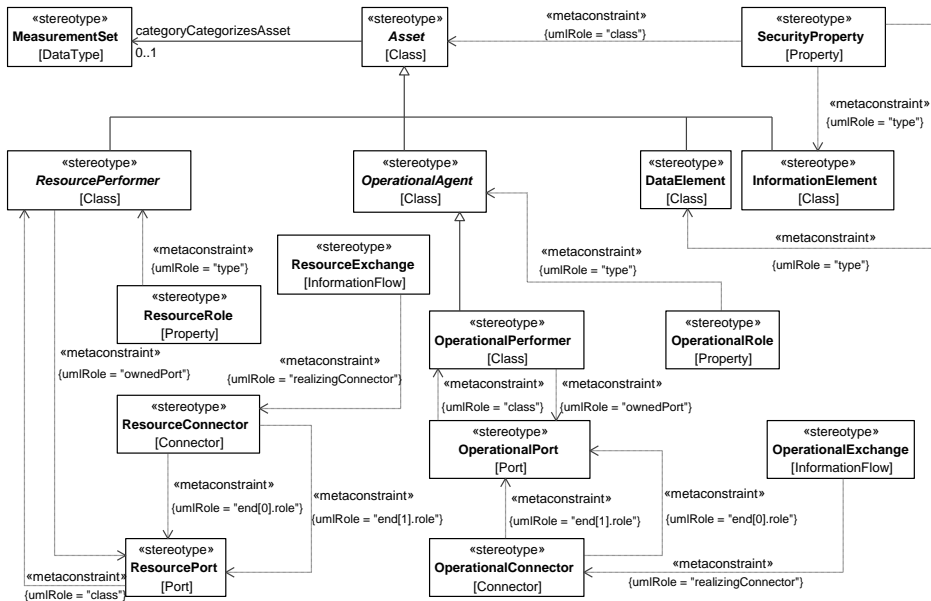 «stereotype»
MeasurementSet
[DataType]
categoryCategorizesAsset
0..1
«stereotype»
Asset
[Class]
«metaconstraint»
{umlRole = "class"}
«stereotype»
SecurityProperty
[Property]
«metaconstraint»
{umlRole = "type"}
«stereotype»
ResourcePerformer
[Class]
«stereotype»
OperationalAgent
[Class]
«stereotype»
DataElement
[Class]
«stereotype»
InformationElement
[Class]
«metaconstraint»
{umlRole = "type"}
«stereotype»
ResourceExchange
[InformationFlow]
«metaconstraint»
{umlRole = "type"}
«metaconstraint»
{umlRole = "type"}
«stereotype»
ResourceRole
[Property]
«stereotype»
OperationalPerformer
[Class]
«stereotype»
OperationalRole
[Property]
«metaconstraint»
{umlRole = "ownedPort"}
«metaconstraint»
{umlRole = "realizingConnector"}
«metaconstraint»
{umlRole = "class"}
«metaconstraint»
{umlRole = "ownedPort"}
«stereotype»
ResourceConnector
[Connector]
«stereotype»
OperationalPort
[Port]
«stereotype»
OperationalExchange
[InformationFlow]
«metaconstraint»
{umlRole = "end[0].role"}
«metaconstraint»
{umlRole = "end[1].role"}
«metaconstraint»
{umlRole = "end[1].role"}
«metaconstraint»
{umlRole = "end[0].role"}
«stereotype»
ResourcePort
[Port]
«metaconstraint»
{umlRole = "class"}
«stereotype»
OperationalConnector
[Connector]
«metaconstraint»
{umlRole = "realizingConnector"}